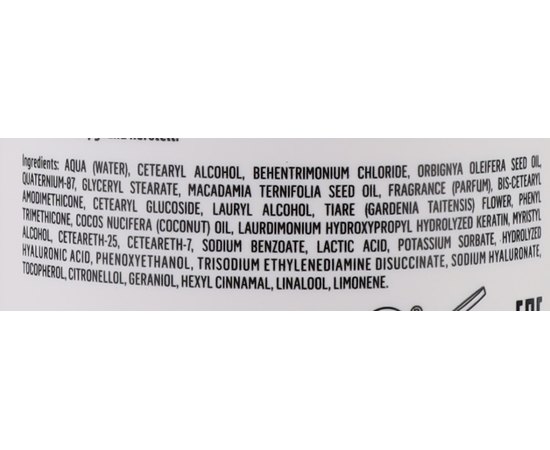 Ingredients: AQUA (WATER), CETEARYL ALCOHOL, BEHENTRIMONIUM CHLORIDE, ORBIGNYA OLEIFERA SEED OIL,
QUATERNIUM-87, GLYCERYL STEARATE, MACADAMIA TERNIFOLIA SEED OIL, FRAGRANCE (PARFUM), BIS-CETEARYL
AMODIMETHICONE, CETEARYL GLUCOSIDE, LAURYL ALCOHOL, TIARE (GARDENIA TAITENSIS) FLOWER, PHENYL
TRIMETHICONE, COCOS NUCIFERA (COCONUT) OIL, LAURDIMONIUM HYDROXYPROPYL HYDROLYZED KERATIN, MYRISTYL
ALCOHOL, CETEARETH-25, CETEARETH-7, SODIUM BENZOATE, LACTIC ACID, POTASSIUM SORBATE, HYDROLYZED
HYALURONIC ACID, PHENOXYETHANOL, TRISODIUM ETHYLENEDIAMINE DISUCCINATE, SODIUM HYALURONATE,
TOCOPHEROL, CITRONELLOL, GERANIOL, HEXYL CINNAMAL, LINALOOL, LIMONENE.
®